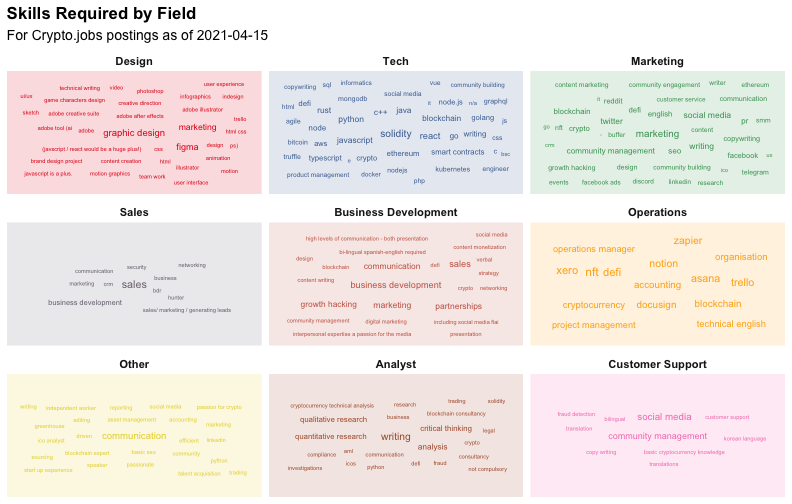 Skills Required by Field
For Crypto.jobs postings as of 2021-04-15
Design
technical writing video user experience
photoshop
uiiux game characters design infographics indesign
creative direction
sketch adobe creative suite adobe illustrator
adobe after effects trello
adobe tool (ai adobe graphic design marketing html css
(javascript / react would be a huge plus!) css figma design ps)
brand design project content creation html animation
illustrator
javascript is a plus. motion graphics team work motion
user interface
Tech
copywriting sql informatics vue community building
mongodb social media
html defi rust c++ java it node.js n/a graphql
agile node python blockchain golang js
bitcoin aws javascript solidity react go writing css
truffle typescript e crypto ethereum smart contracts c bsc
product management docker nodejs kubernetes engineer
php
Marketing
content marketing community engagement writer ethereum
it reddit customer service communication
blockchain defi english social media
twitter pr smm
go nft crypto - buffer marketing content copywriting
crm community management seo writing facebook ux
growth hacking design community building ico telegram
events facebook ads discord linkedin research
Sales
communication security networking
marketing crm sales business
bdr
business development hunter
sales/ marketing / generating leads
Business Development
high levels of communication - both presentation social media
bi-lingual spanish-english required content monetization
design blockchain communication defi sales verbal
strategy
content writing business development crypto networking
growth hacking marketing partnerships
community management digital marketing including social media flai
interpersonal expertise a passion for the media presentation
Operations
operations manager zapier
notion organisation
xero nft defi
accounting asana trello
cryptocurrency docusign blockchain
project management technical english
Other
writing independent worker reporting social media passion for crypto
editing asset management accounting
greenhouse marketing
ico analyst driven communication efficient linkedin
sourcing blockchain expert basic seo community
speaker passionate python
start up experience talent acquisition trading
Analyst
cryptocurrency technical analysis research trading solidity
qualitative research business blockchain consultancy
critical thinking legal
quantitative research writing
analysis crypto
compliance aml communication consultancy
investigations icos python defi fraud not compulsory
Customer Support
fraud detection social media customer support
bilingual
translation community management korean language
copy writing basic cryptocurrency knowledge
translations